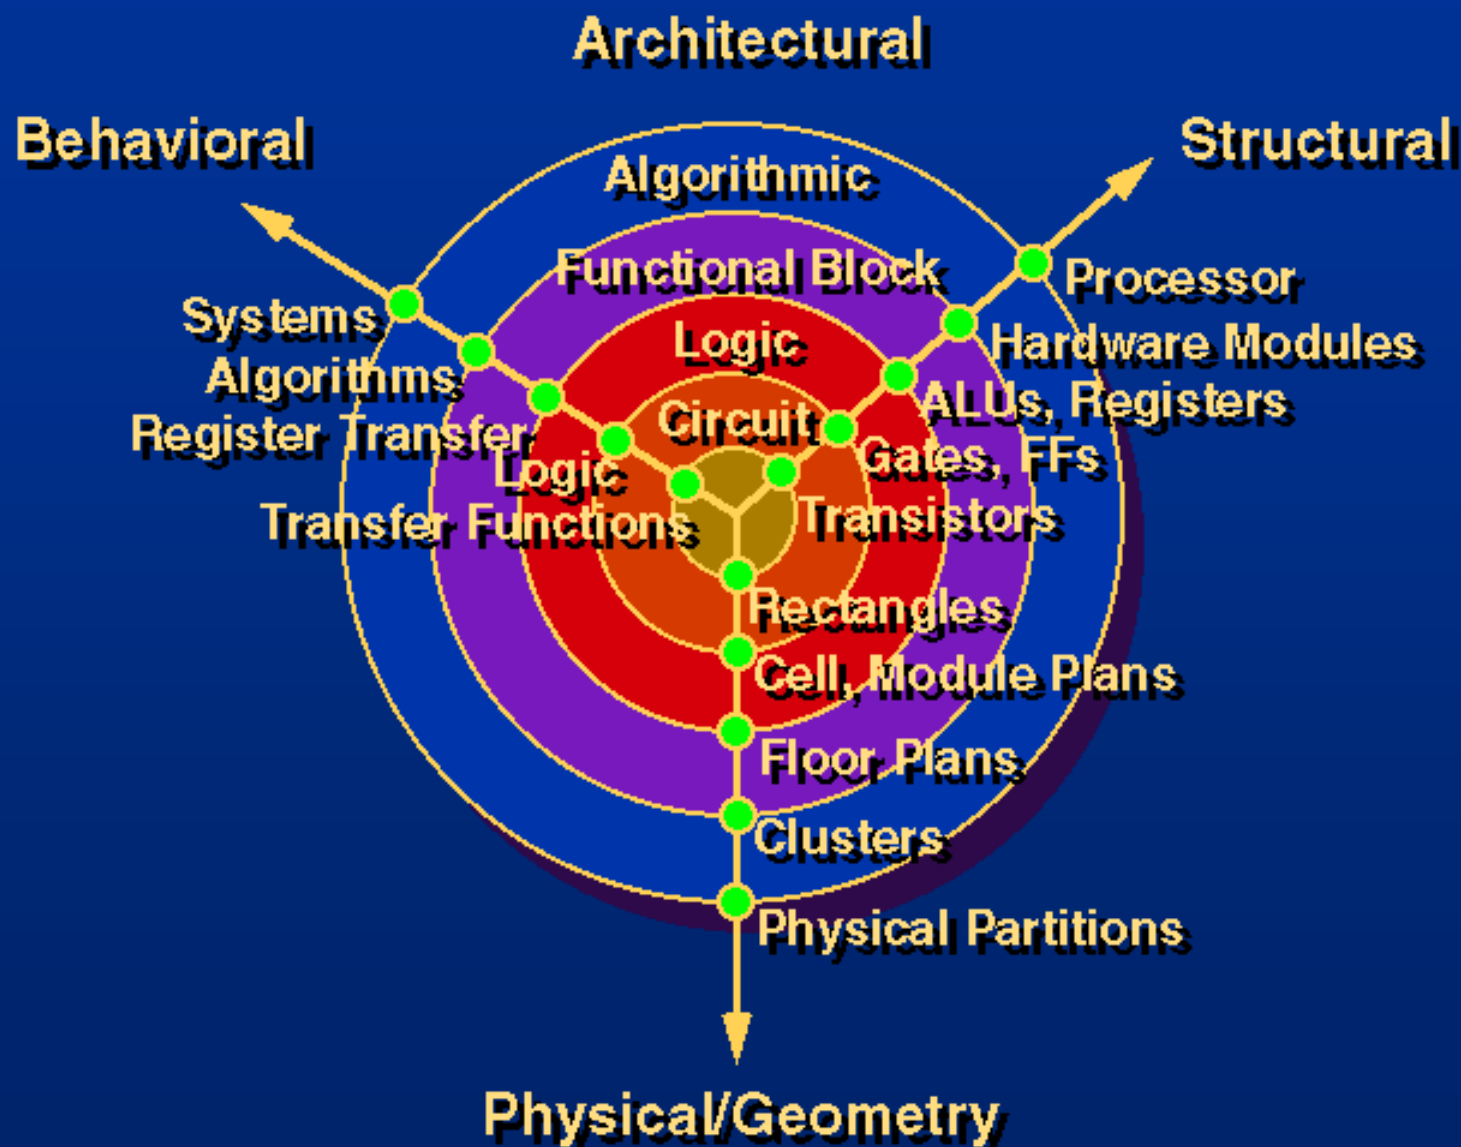 Architectural
Behavioral
Structural
Algorithmic
Functional Block
Logic
Circuit
Systems
Algorithms
Register Transfer
Logic
Transfer Functions
Processor
Hardware Modules
ALUs, Registers
Gates, FFs
Transistors
Rectangles
Cell, Module Plans
Floor Plans
Clusters
Physical Partitions
Physical/Geometry